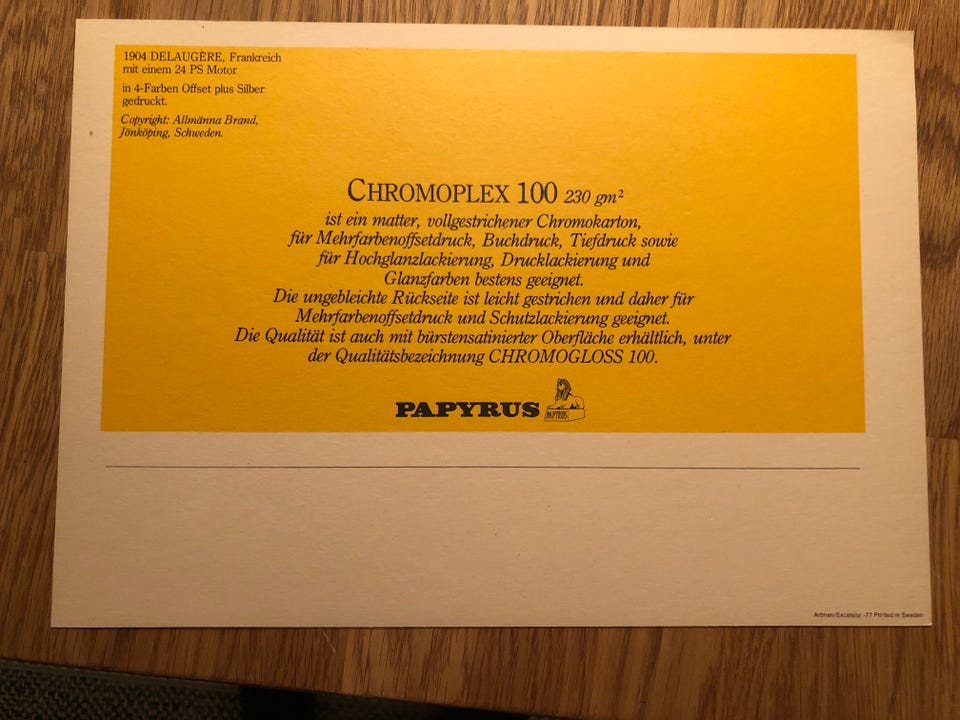 1904 DELAUGÈRE, Frankreich
mit einem 24 PS Motor
in 4-Farben Offset plus Silber
gedruckt.
Copyright: Allmänna Brand,
Jönköping, Schweden.
CHROMOPLEX 100 230 gm²
ist ein matter, vollgestrichener Chromokarton,
für Mehrfarbenoffsetdruck, Buchdruck, Tiefdruck sowie
für Hochglanzlackierung, Drucklackierung und
Glanzfarben bestens geeignet.
Die ungebleichte Rückseite ist leicht gestrichen und daher für
Mehrfarbenoffsetdruck und Schutzlackierung geeignet.
Die Qualität ist auch mit bürstensatinierter Oberfläche erhältlich, unter
der Qualitätsbezeichnung CHROMOGLOSS 100.
PAPYRUS PAPYRUS
Artman/Excelsior -77 Printed in Sweden